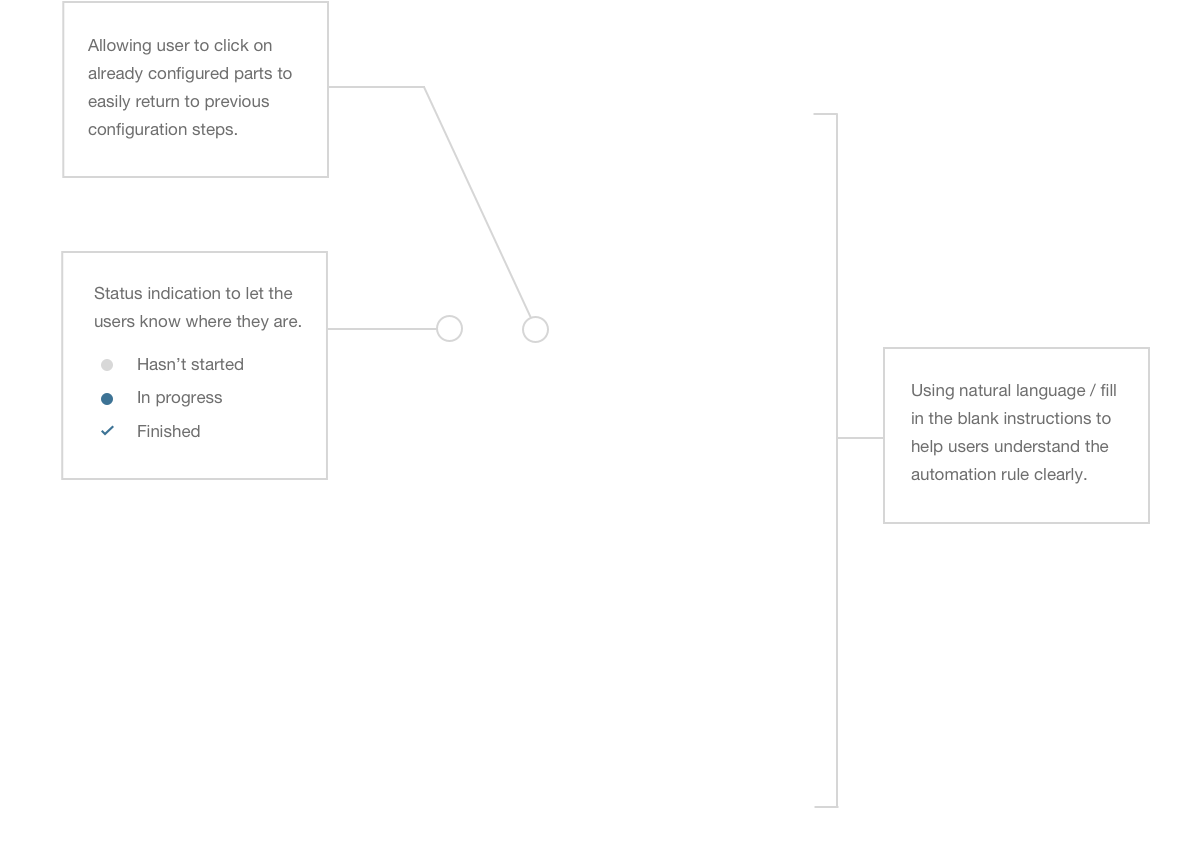 Allowing user to click on
already configured parts to
easily return to previous
configuration steps.
Status indication to let the
users know where they are.
Hasn’t started
In progress
Finished
Using natural language / fill
in the blank instructions to
help users understand the
automation rule clearly.